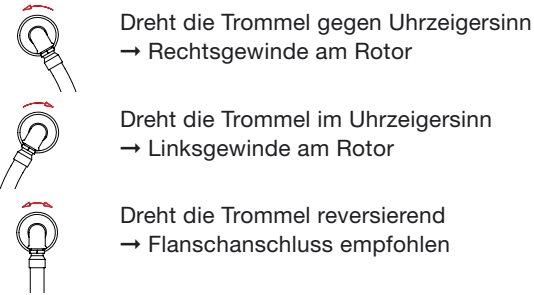 Dreht die Trommel gegen Uhrzeigersinn
→ Rechtsgewinde am Rotor
Dreht die Trommel im Uhrzeigersinn
→ Linksgewinde am Rotor
Dreht die Trommel reversierend
→ Flanschanschluss empfohlen